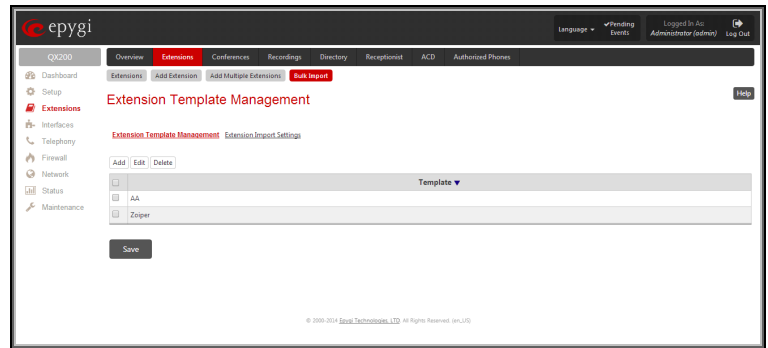 epygi
Language
Pending Events
Logged In As:
Administrator (admin)
Log Out
QX200
Overview Extensions Conferences Recordings Directory Receptionist ACD Authorized Phones
Dashboard
Setup
Extensions
Interfaces
Telephony
Firewall
Network
Status
Maintenance
Extensions Add Extension Add Multiple Extensions Bulk Import
Extension Template Management
Help
Extension Template Management Extension Import Settings
Add Edit Delete
Template
AA
Zoiper
Save
© 2000-2014 Epygi Technologies, LTD. All Rights Reserved. (en_US)